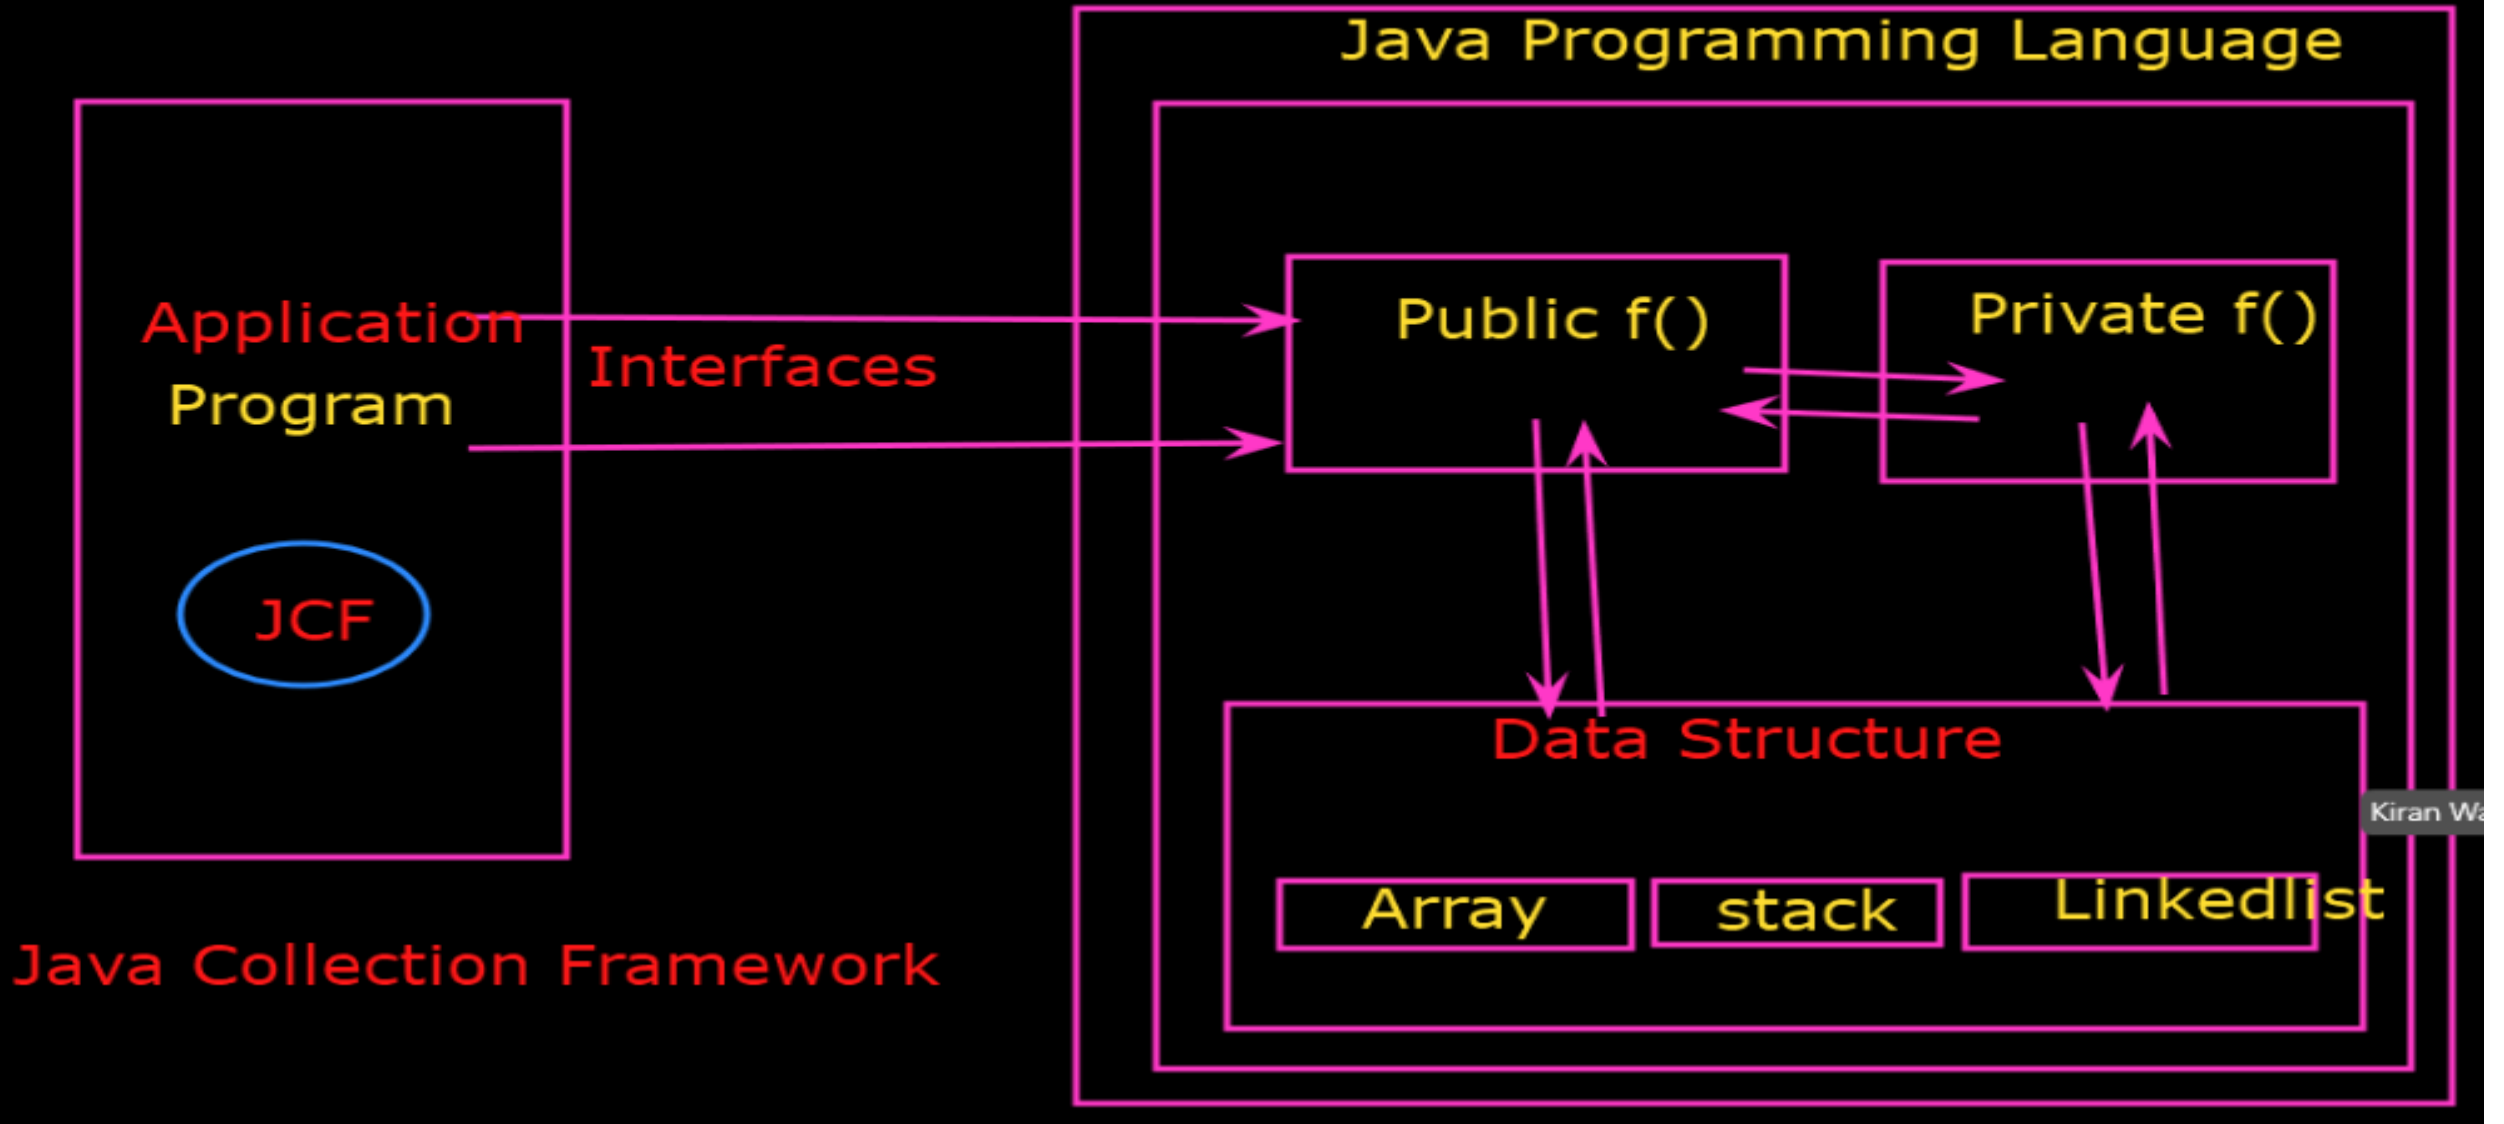 Java Programming Language
Application
Program
Interfaces
Public f()
Private f()
JCF
Data Structure
Kiran
Array
stack
Linkedlist
Java Collection Framework